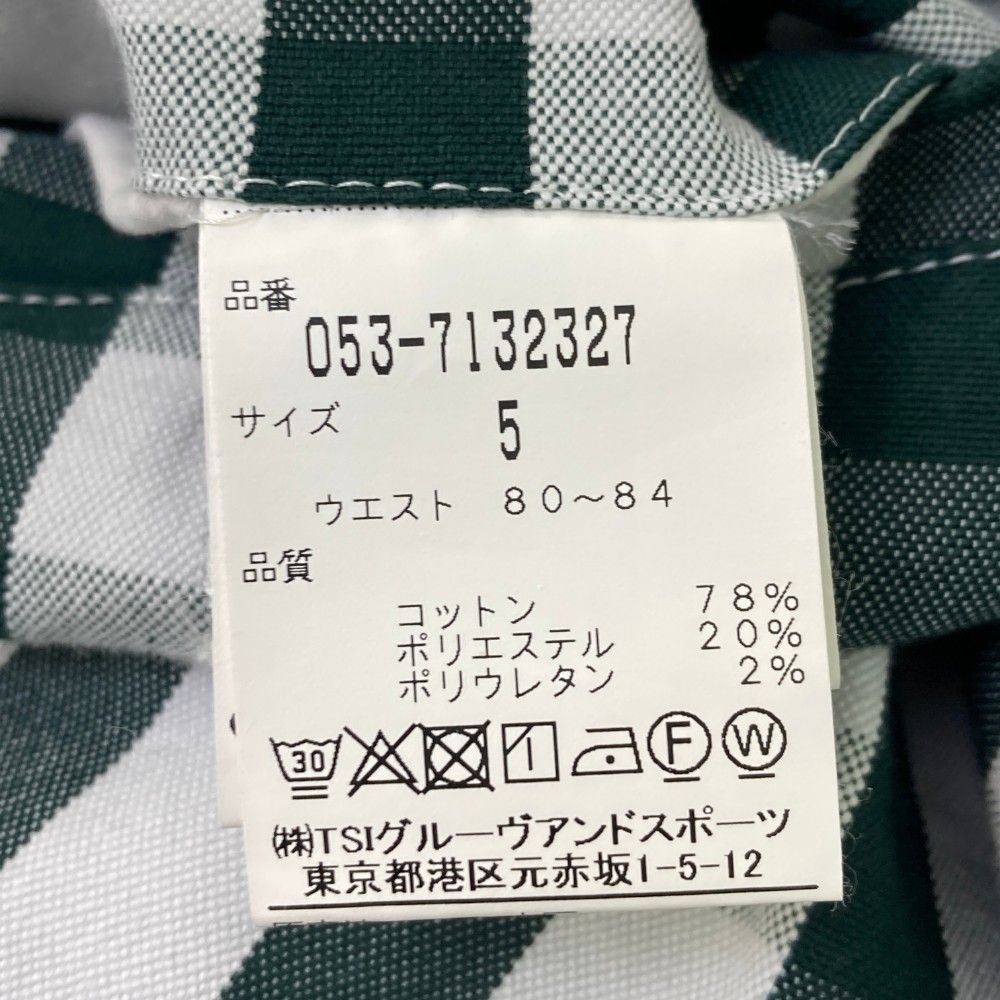 品番
053-7132327
サイズ 5
ウエスト 80～84
品質
コットン 78%
ポリエステル 20%
ポリウレタン 2%
30 F W
㈱TSIグルーヴアンドスポーツ
東京都港区元赤坂1-5-12